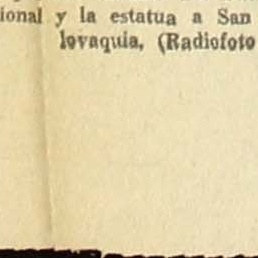 ional y la estatua a San
lovaquia, (Radiofoto